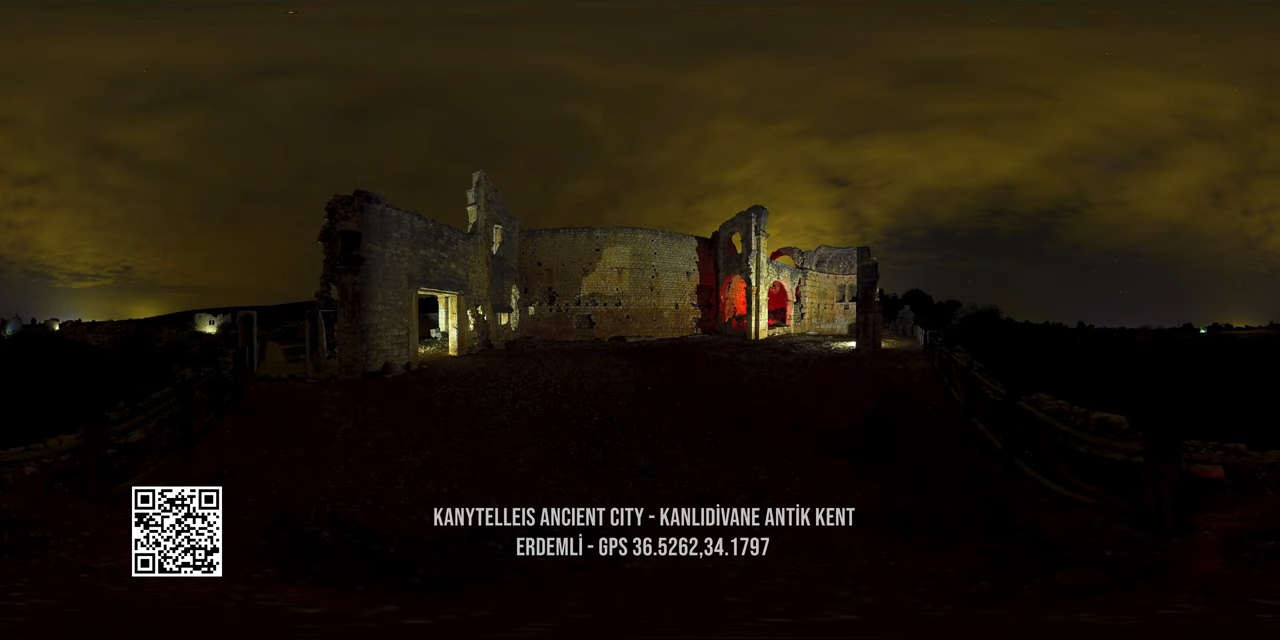 KANYTELLEIS ANCIENT CITY - KANLIDİVANE ANTİK KENT
ERDEMLİ - GPS 36.5262,34.1797